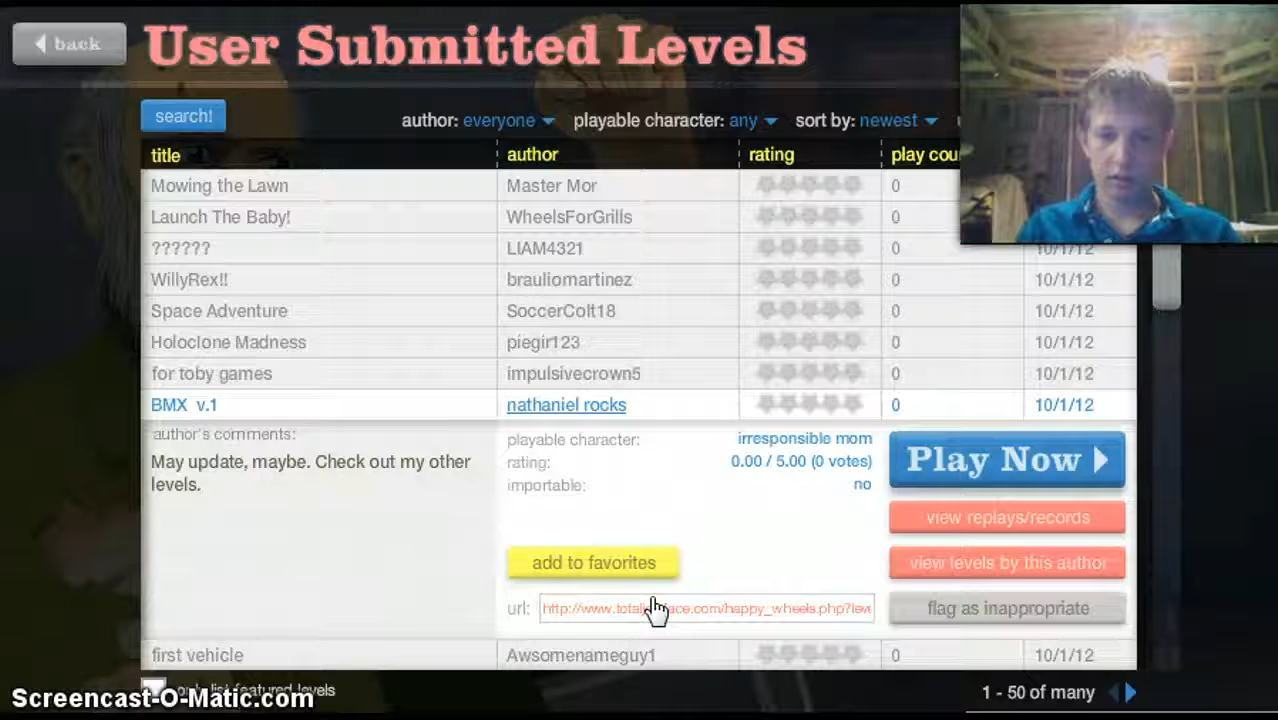 back
User Submitted Levels
search!
author: everyone playable character: any sort by: newest
title author rating play cou
Mowing the Lawn Master Mor 0
Launch The Baby! WheelsForGrills 0
?????? LIAM4321 0 10/1/12
WillyRex!! brauliomartinez 0 10/1/12
Space Adventure SoccerColt18 0 10/1/12
Holoclone Madness piegir123 0 10/1/12
for toby games impulsivecrown5 0 10/1/12
BMX v.1 nathaniel rocks 0 10/1/12
author's comments:
May update, maybe. Check out my other
levels.
playable character: irresponsible mom
rating: 0.00 / 5.00 (0 votes)
importable: no
Play Now
view replays/records
add to favorites
view levels by this author
url:
flag as inappropriate
first vehicle Awsomenameguy1 0 10/1/12
list featured levels
1 - 50 of many
Screencast-O-Matic.com